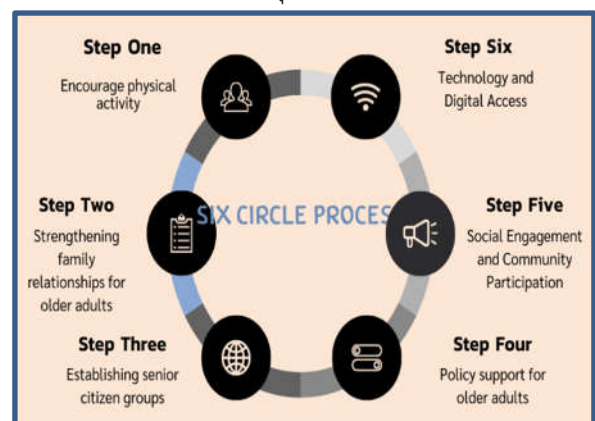 Step One
Encourage physical
activity
Step Two
Strengthening
family
relationships for
older adults
Step Three
Establishing senior
citizen groups
SIX CIRCLE PROCES
Step Six
Technology and
Digital Access
Step Five
Social Engagement
and Community
Participation
Step Four
Policy support for
older adults